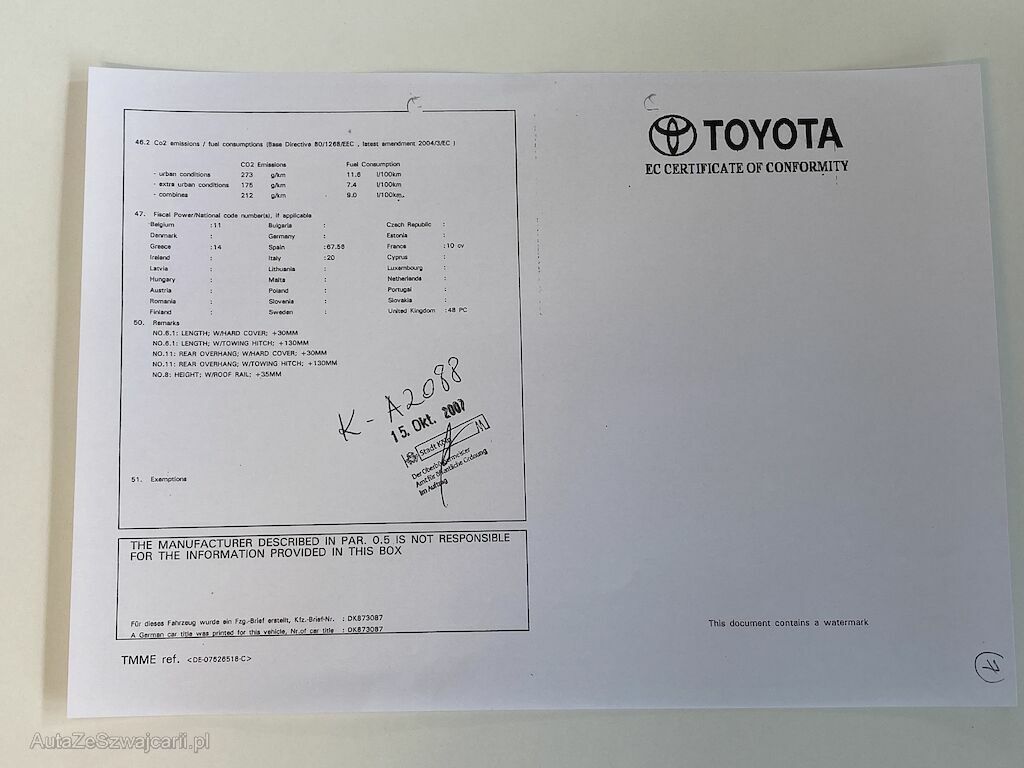 46.2 Co2 emissions / fuel consumptions (Base Directive 80/1268/EEC , latest amendment 2004/3/EC )
CO2 Emissions Fuel Consumption
- urban conditions 273 g/km 11.6 l/100km
- extra urban conditions 175 g/km 7.4 l/100km
- combines 212 g/km 9.0 l/100km
47. Fiscal Power/National code number(s), if applicable
Belgium :11 Bulgaria : Czech Republic :
Denmark : Germany : Estonia :
Greece :14 Spain :67.56 France :10 cv
Ireland : Italy :20 Cyprus :
Latvia : Lithuania : Luxembourg :
Hungary : Malta : Netherlands :
Austria : Poland : Portugal :
Romania : Slovenia : Slovakia :
Finland : Sweden : United Kingdom :48 PC
50. Remarks
NO.6.1: LENGTH; W/HARD COVER; +30MM
NO.6.1: LENGTH; W/TOWING HITCH; +130MM
NO.11: REAR OVERHANG; W/HARD COVER; +30MM
NO.11: REAR OVERHANG; W/TOWING HITCH; +130MM
NO.8: HEIGHT; W/ROOF RAIL; +35MM
K - A2088
15. Okt. 2007
Stadt Köln
Der Oberbürgermeister
Amt für öffentliche Ordnung
Im Auftrag
51. Exemptions
THE MANUFACTURER DESCRIBED IN PAR. 0.5 IS NOT RESPONSIBLE
FOR THE INFORMATION PROVIDED IN THIS BOX
Für dieses Fahrzeug wurde ein Fzg.-Brief erstellt, Kfz.-Brief-Nr. : DK873087
A German car title was printed for this vehicle, Nr.of car title : DK873087
TMME ref. <DE-07626518-C>
TOYOTA
EC CERTIFICATE OF CONFORMITY
This document contains a watermark
AutaZeSzwajcarii.pl